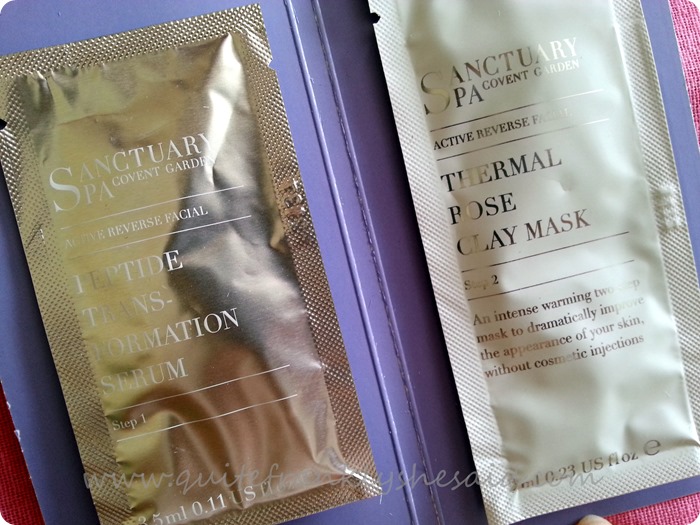 SANCTUARY
SPA COVENT GARDEN
ACTIVE REVERSE FACIAL
PEPTIDE
TRANS-
FORMATION
SERUM
Step 1
3.5ml 0.11 US fl
SANCTUARY
SPA COVENT GARDEN
ACTIVE REVERSE FACIAL
THERMAL
ROSE
CLAY MASK
Step 2
An intense warming two step
mask to dramatically improve
the appearance of your skin,
without cosmetic injections
ml 0.23 US fl oz e